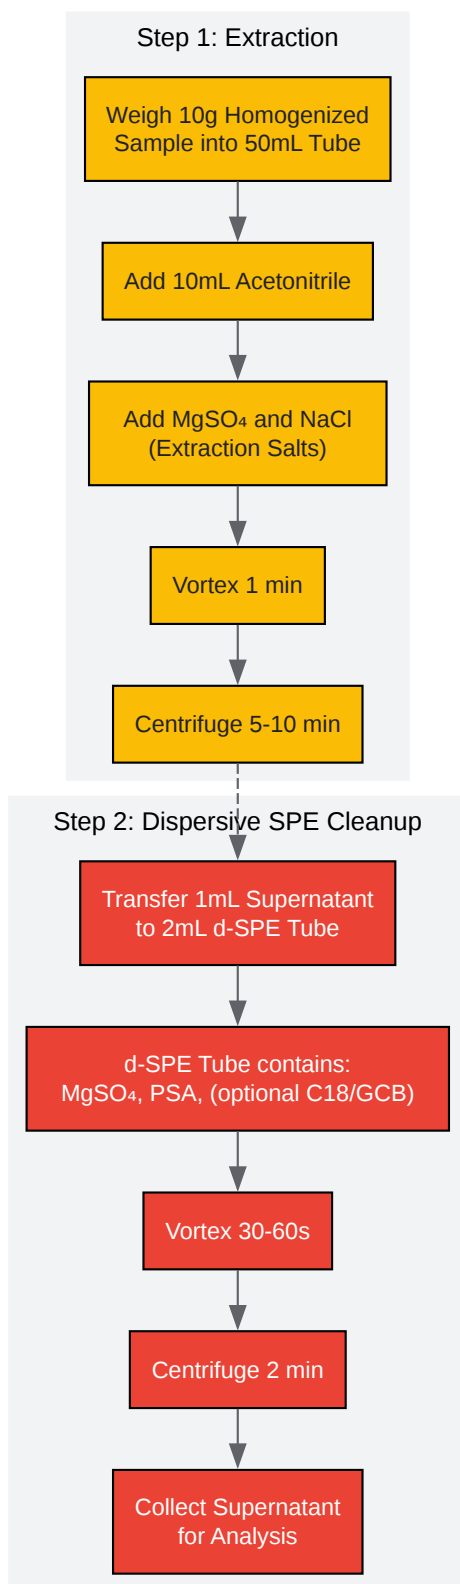 Step 1: Extraction
Weigh 10g Homogenized
Sample into 50mL Tube
Add 10mL Acetonitrile
Add MgSO₄ and NaCl
(Extraction Salts)
Vortex 1 min
Centrifuge 5-10 min
Step 2: Dispersive SPE Cleanup
Transfer 1mL Supernatant
to 2mL d-SPE Tube
d-SPE Tube contains:
MgSO₄, PSA, (optional C18/GCB)
Vortex 30-60s
Centrifuge 2 min
Collect Supernatant
for Analysis